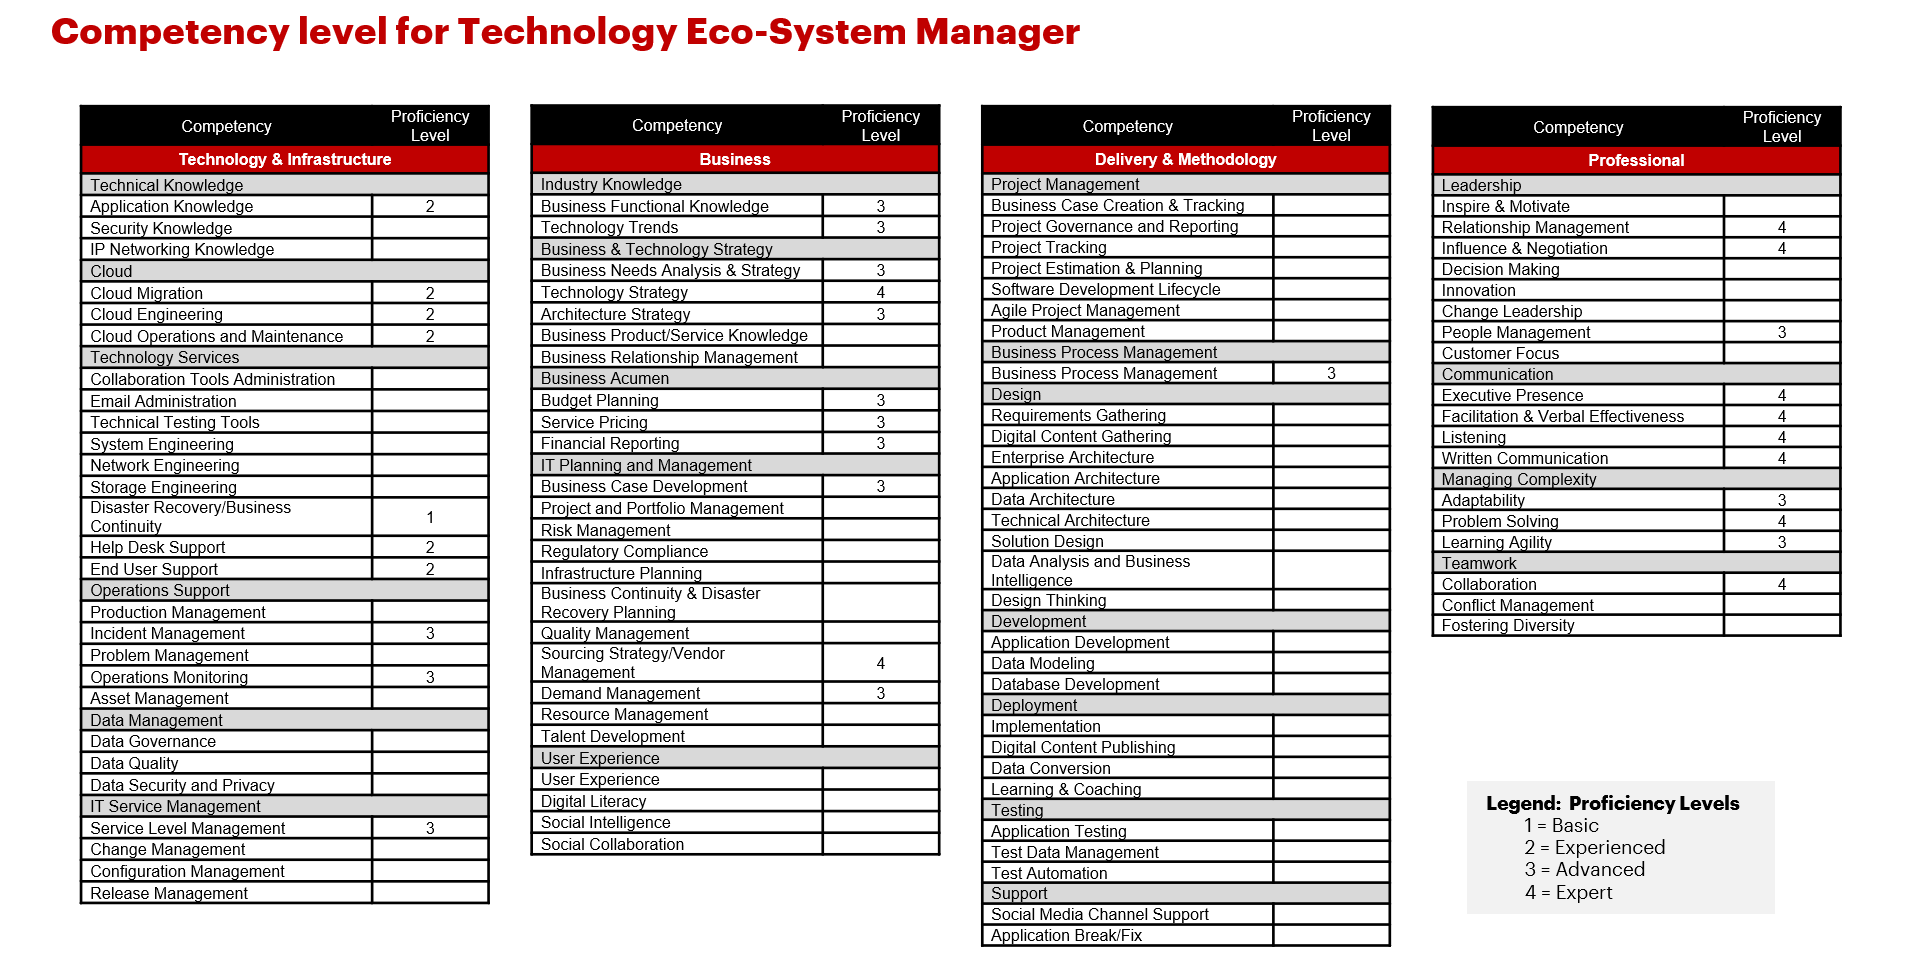 Competency level for Technology Eco-System Manager
Competency Proficiency Level
Technology & Infrastructure
Technical Knowledge
Application Knowledge 2
Security Knowledge
IP Networking Knowledge
Cloud
Cloud Migration 2
Cloud Engineering 2
Cloud Operations and Maintenance 2
Technology Services
Collaboration Tools Administration
Email Administration
Technical Testing Tools
System Engineering
Network Engineering
Storage Engineering
Disaster Recovery/Business
Continuity 1
Help Desk Support 2
End User Support 2
Operations Support
Production Management
Incident Management 3
Problem Management
Operations Monitoring 3
Asset Management
Data Management
Data Governance
Data Quality
Data Security and Privacy
IT Service Management
Service Level Management 3
Change Management
Configuration Management
Release Management
Competency Proficiency Level
Business
Industry Knowledge
Business Functional Knowledge 3
Technology Trends 3
Business & Technology Strategy
Business Needs Analysis & Strategy 3
Technology Strategy 4
Architecture Strategy 3
Business Product/Service Knowledge
Business Relationship Management
Business Acumen
Budget Planning 3
Service Pricing 3
Financial Reporting 3
IT Planning and Management
Business Case Development 3
Project and Portfolio Management
Risk Management
Regulatory Compliance
Infrastructure Planning
Business Continuity & Disaster
Recovery Planning
Quality Management
Sourcing Strategy/Vendor
Management 4
Demand Management 3
Resource Management
Talent Development
User Experience
User Experience
Digital Literacy
Social Intelligence
Social Collaboration
Competency Proficiency Level
Delivery & Methodology
Project Management
Business Case Creation & Tracking
Project Governance and Reporting
Project Tracking
Project Estimation & Planning
Software Development Lifecycle
Agile Project Management
Product Management
Business Process Management
Business Process Management 3
Design
Requirements Gathering
Digital Content Gathering
Enterprise Architecture
Application Architecture
Data Architecture
Technical Architecture
Solution Design
Data Analysis and Business
Intelligence
Design Thinking
Development
Application Development
Data Modeling
Database Development
Deployment
Implementation
Digital Content Publishing
Data Conversion
Learning & Coaching
Testing
Application Testing
Test Data Management
Test Automation
Support
Social Media Channel Support
Application Break/Fix
Competency Proficiency Level
Professional
Leadership
Inspire & Motivate
Relationship Management 4
Influence & Negotiation 4
Decision Making
Innovation
Change Leadership
People Management 3
Customer Focus
Communication
Executive Presence 4
Facilitation & Verbal Effectiveness 4
Listening 4
Written Communication 4
Managing Complexity
Adaptability 3
Problem Solving 4
Learning Agility 3
Teamwork
Collaboration 4
Conflict Management
Fostering Diversity
Legend: Proficiency Levels
1 = Basic
2 = Experienced
3 = Advanced
4 = Expert